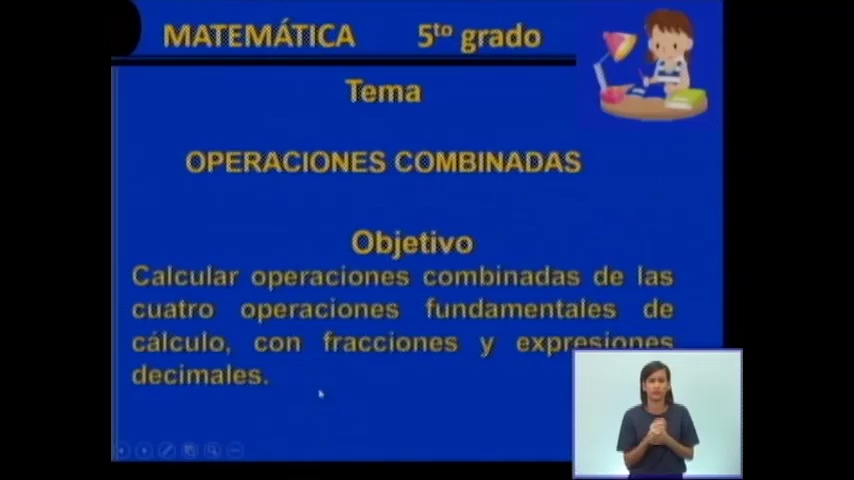 MATEMÁTICA 5to grado
Tema
OPERACIONES COMBINADAS
Objetivo
Calcular operaciones combinadas de las
cuatro operaciones fundamentales de
cálculo, con fracciones y expresiones
decimales.